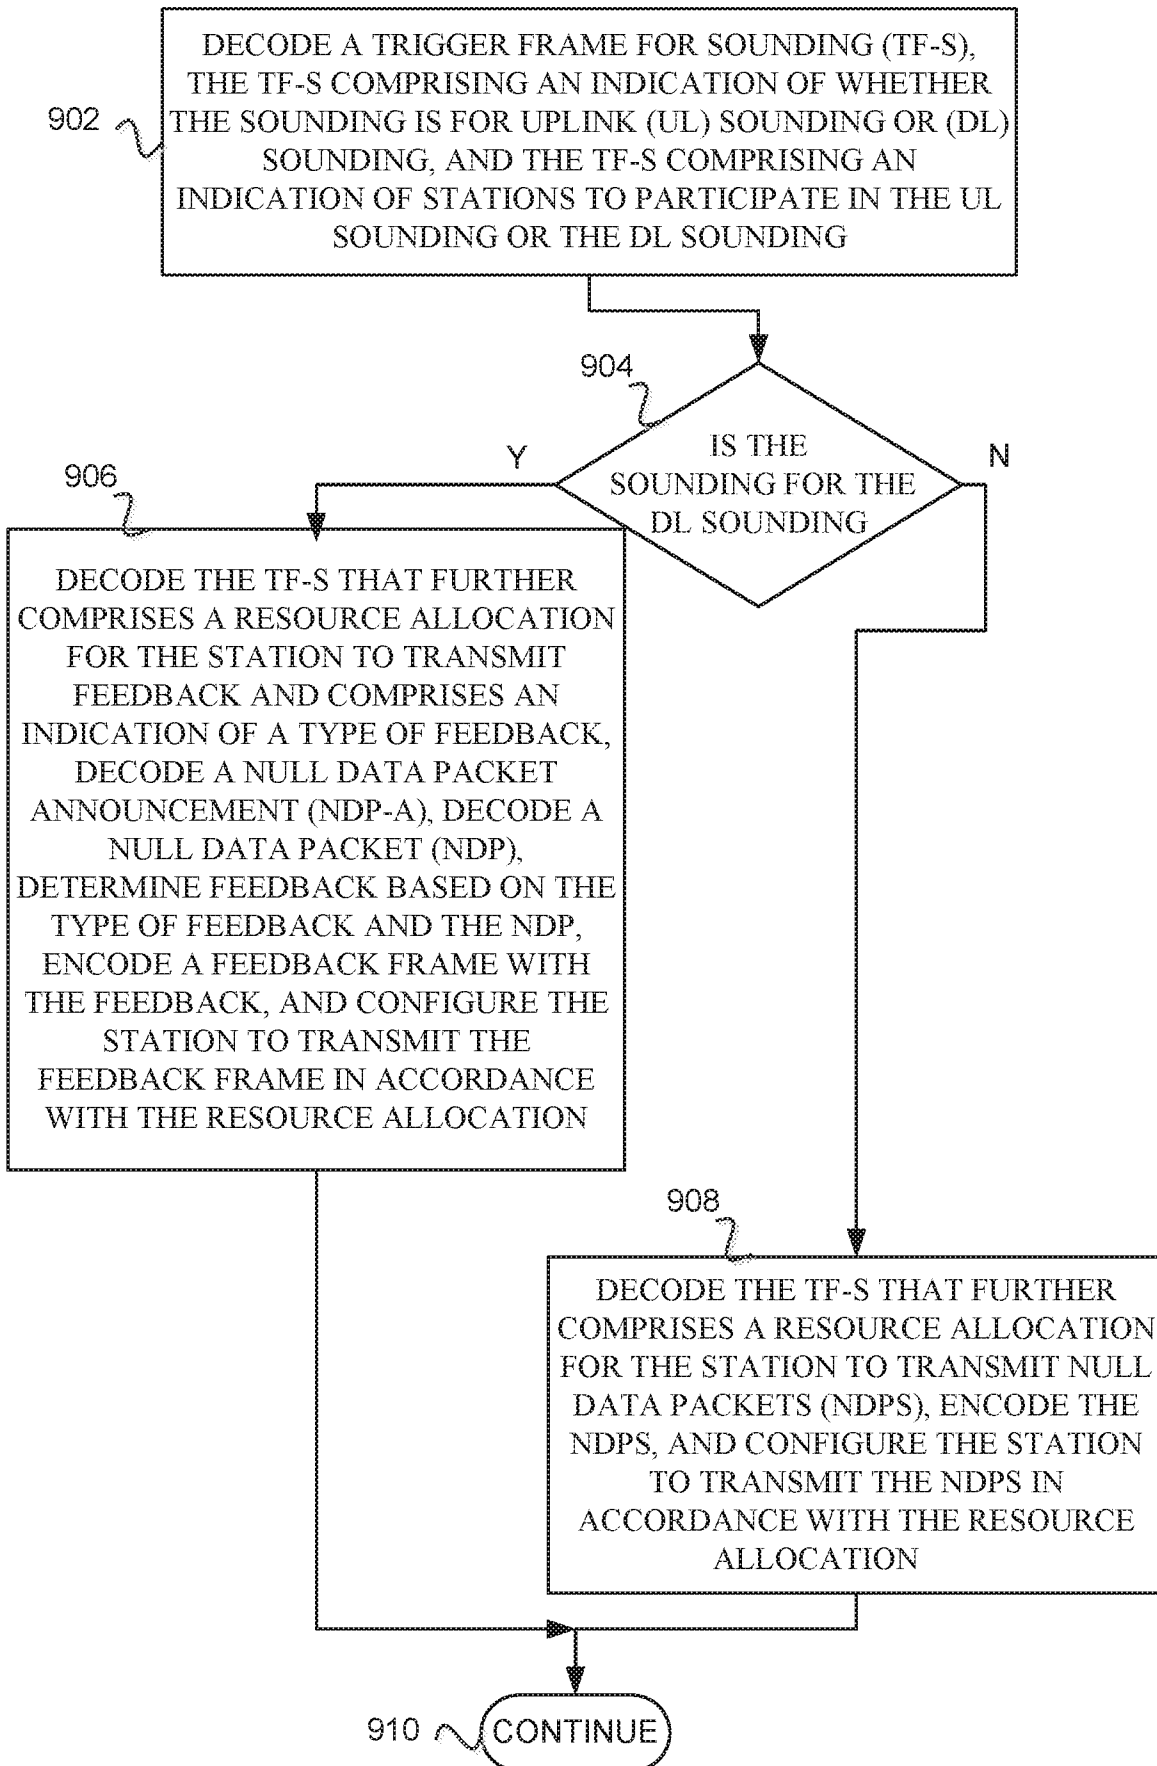 DECODE A TRIGGER FRAME FOR SOUNDING (TF-S),
THE TF-S COMPRISING AN INDICATION OF WHETHER
THE SOUNDING IS FOR UPLINK (UL) SOUNDING OR (DL)
SOUNDING, AND THE TF-S COMPRISING AN
INDICATION OF STATIONS TO PARTICIPATE IN THE UL
SOUNDING OR THE DL SOUNDING
902
904
IS THE
SOUNDING FOR THE
DL SOUNDING
Y
N
906
DECODE THE TF-S THAT FURTHER
COMPRISES A RESOURCE ALLOCATION
FOR THE STATION TO TRANSMIT
FEEDBACK AND COMPRISES AN
INDICATION OF A TYPE OF FEEDBACK,
DECODE A NULL DATA PACKET
ANNOUNCEMENT (NDP-A), DECODE A
NULL DATA PACKET (NDP),
DETERMINE FEEDBACK BASED ON THE
TYPE OF FEEDBACK AND THE NDP,
ENCODE A FEEDBACK FRAME WITH
THE FEEDBACK, AND CONFIGURE THE
STATION TO TRANSMIT THE
FEEDBACK FRAME IN ACCORDANCE
WITH THE RESOURCE ALLOCATION
908
DECODE THE TF-S THAT FURTHER
COMPRISES A RESOURCE ALLOCATION
FOR THE STATION TO TRANSMIT NULL
DATA PACKETS (NDPS), ENCODE THE
NDPS, AND CONFIGURE THE STATION
TO TRANSMIT THE NDPS IN
ACCORDANCE WITH THE RESOURCE
ALLOCATION
910
CONTINUE